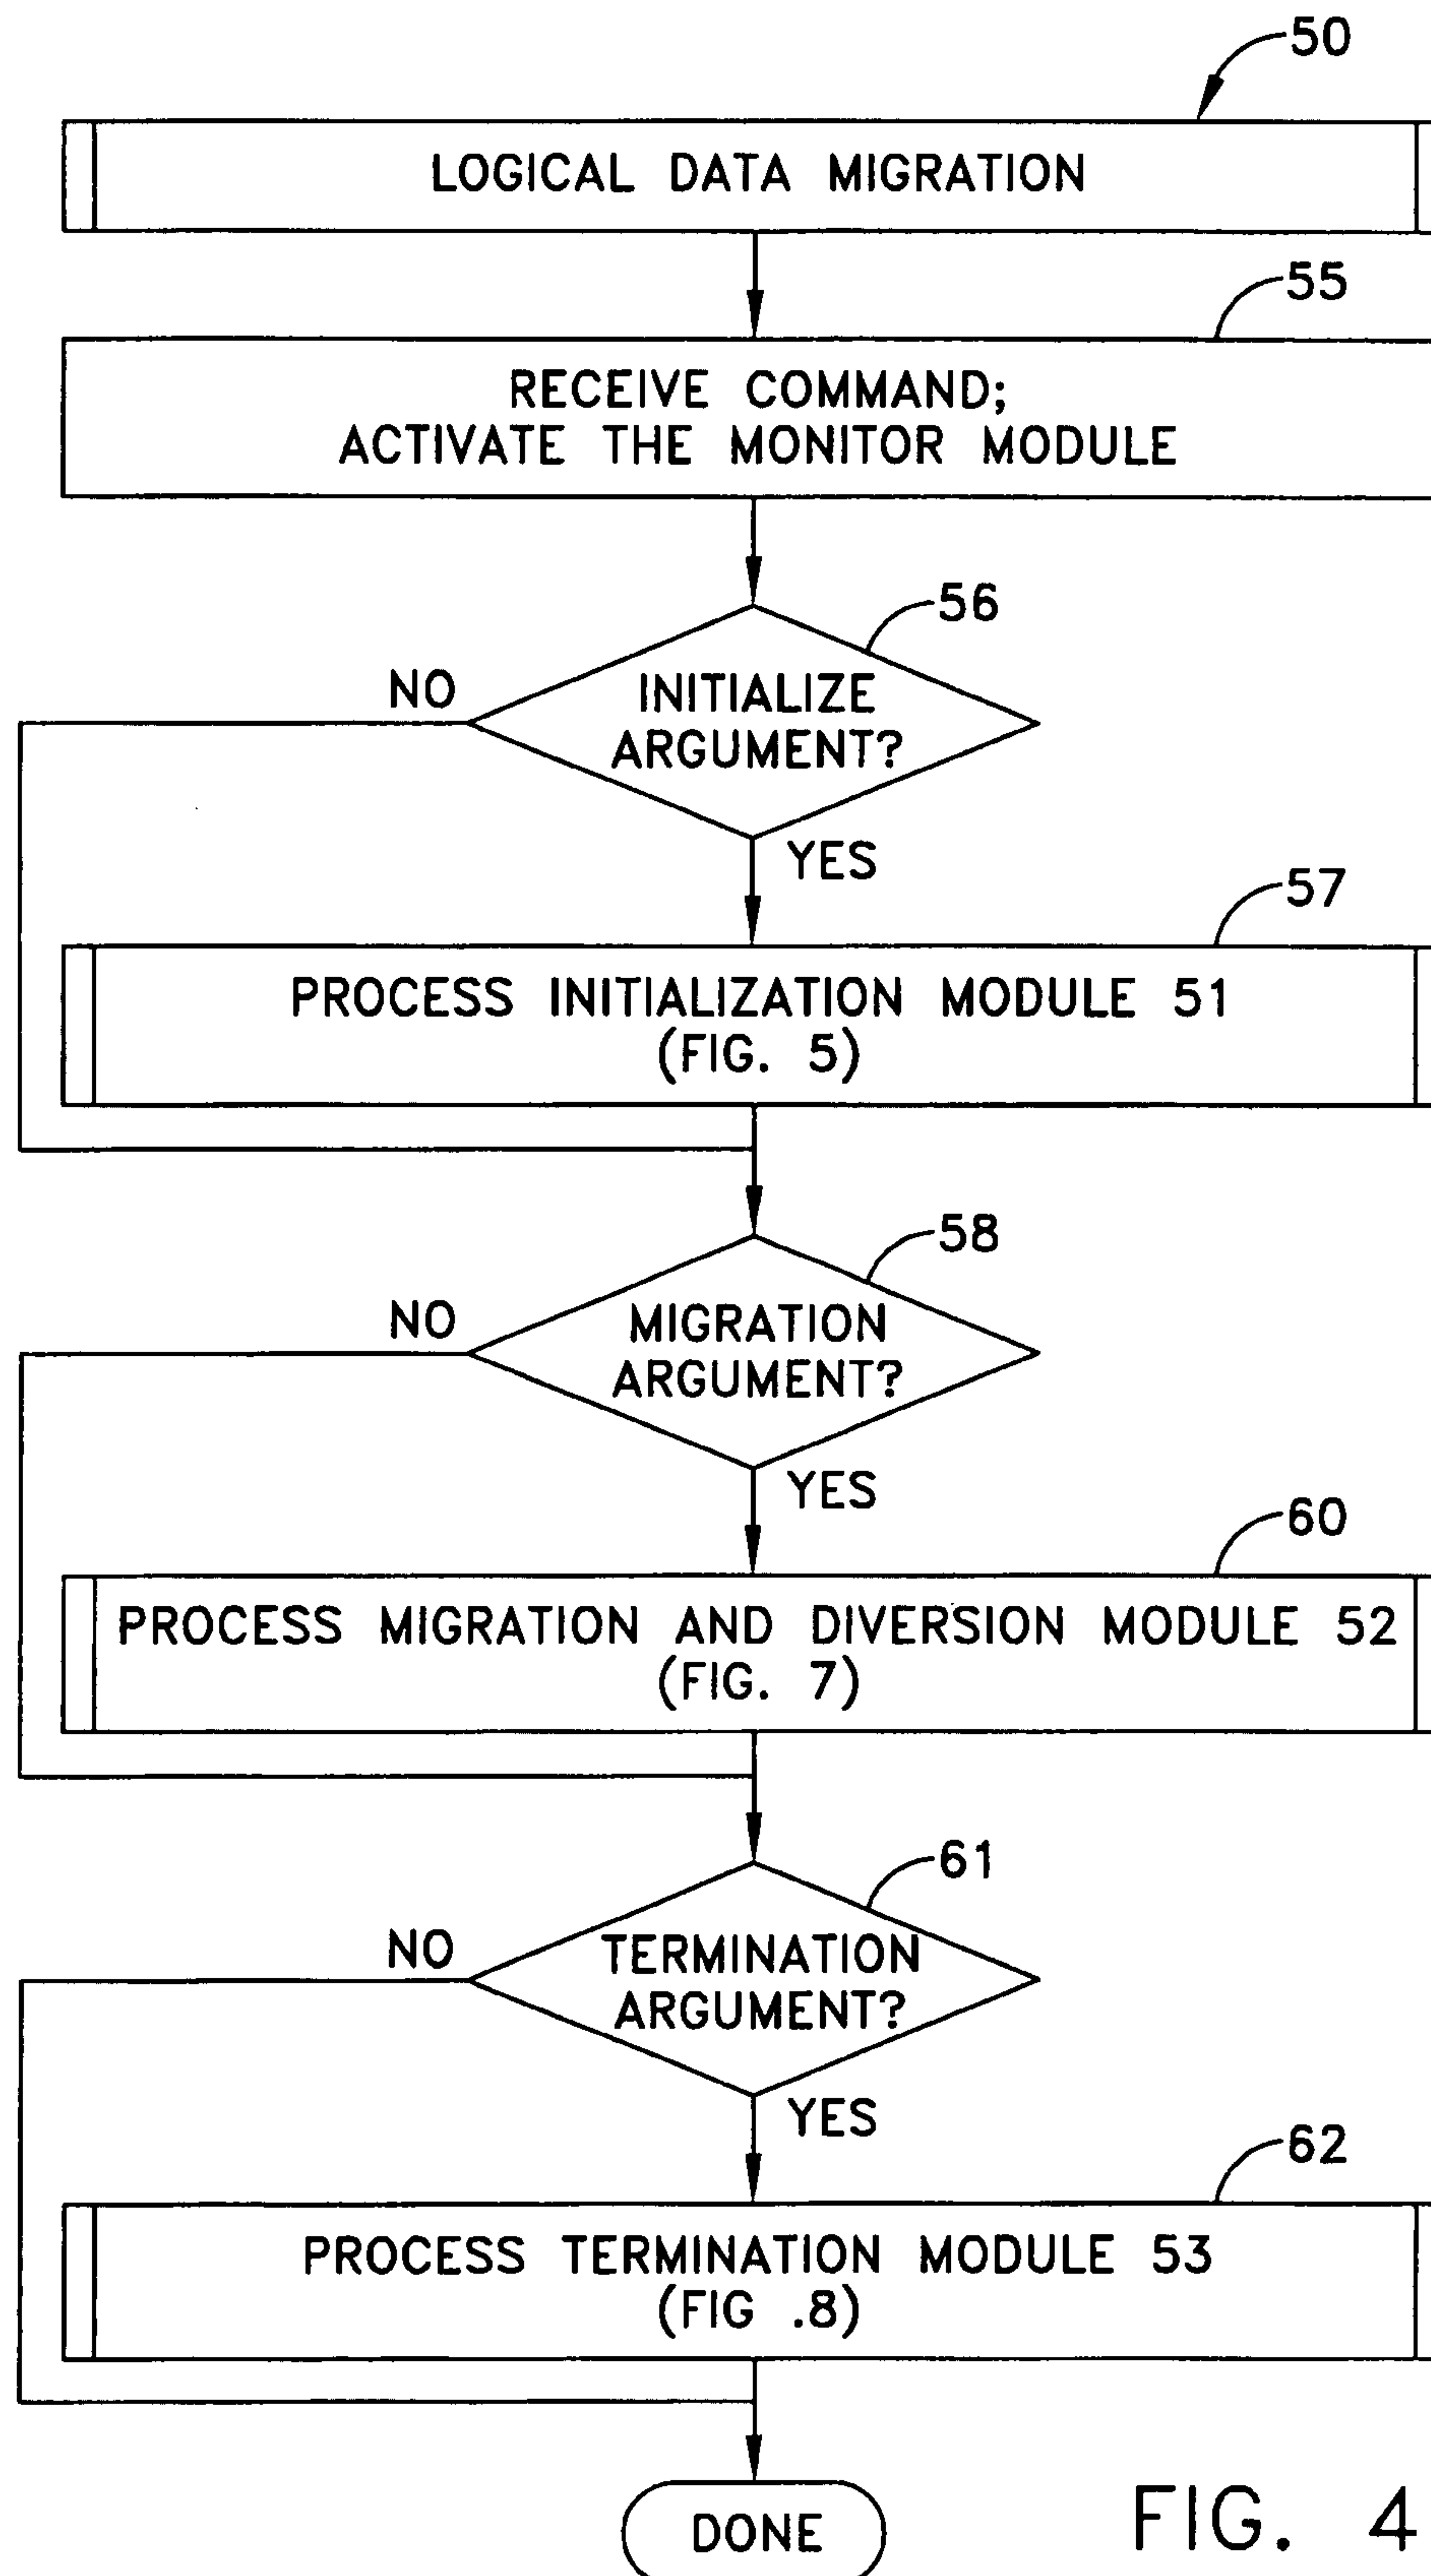 50
LOGICAL DATA MIGRATION
55
RECEIVE COMMAND;
ACTIVATE THE MONITOR MODULE
56
NO
INITIALIZE
ARGUMENT?
YES
57
PROCESS INITIALIZATION MODULE 51
(FIG. 5)
58
NO
MIGRATION
ARGUMENT?
YES
60
PROCESS MIGRATION AND DIVERSION MODULE 52
(FIG. 7)
61
NO
TERMINATION
ARGUMENT?
YES
62
PROCESS TERMINATION MODULE 53
(FIG .8)
DONE
FIG. 4